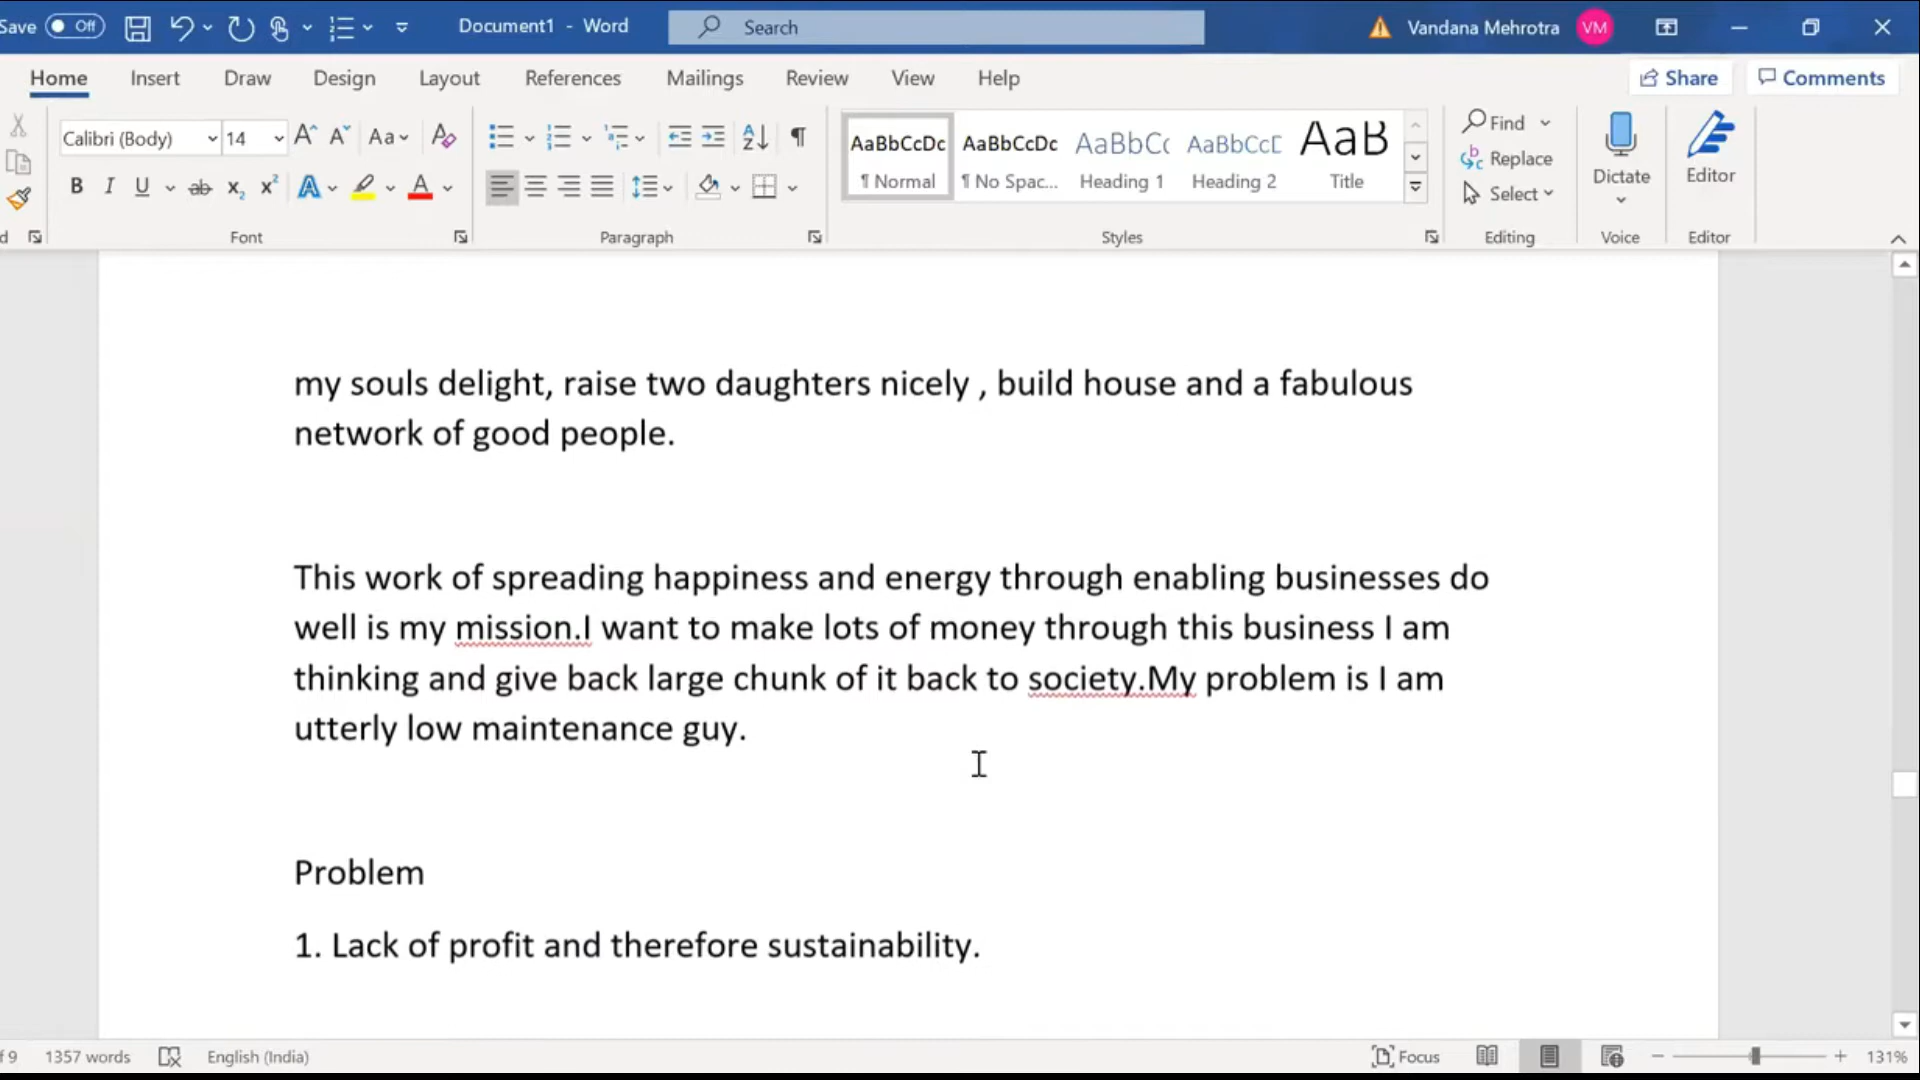 Save Off Document1 - Word Search Vandana Mehrotra VM
Home Insert Draw Design Layout References Mailings Review View Help Share Comments
Calibri (Body) 14 Aa AaBbCcDc AaBbCcDc AaBbCc AaBbCcD AaB Find
Replace
¶ Normal ¶ No Spac... Heading 1 Heading 2 Title Select Dictate Editor
Font Paragraph Styles Editing Voice Editor
my souls delight, raise two daughters nicely , build house and a fabulous
network of good people.
This work of spreading happiness and energy through enabling businesses do
well is my mission.I want to make lots of money through this business I am
thinking and give back large chunk of it back to society.My problem is I am
utterly low maintenance guy.
Problem
1. Lack of profit and therefore sustainability.
f 9 1357 words English (India) Focus 131%